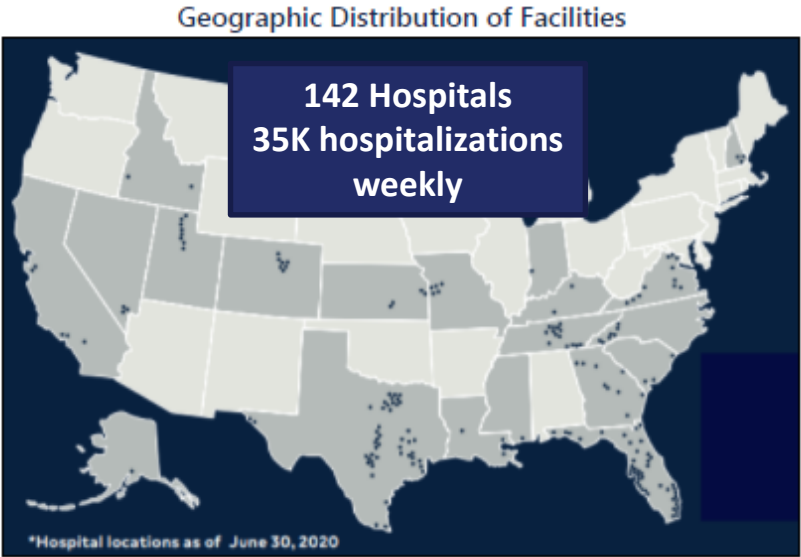 Geographic Distribution of Facilities
142 Hospitals
35K hospitalizations
weekly
*Hospital locations as of June 30, 2020